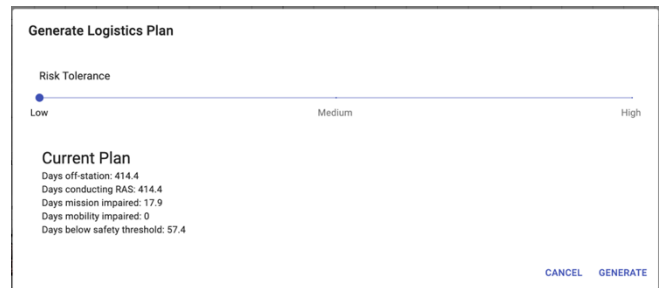 Generate Logistics Plan
Risk Tolerance
Low Medium High
Current Plan
Days off-station: 414.4
Days conducting RAS: 414.4
Days mission impaired: 17.9
Days mobility impaired: 0
Days below safety threshold: 57.4
CANCEL GENERATE